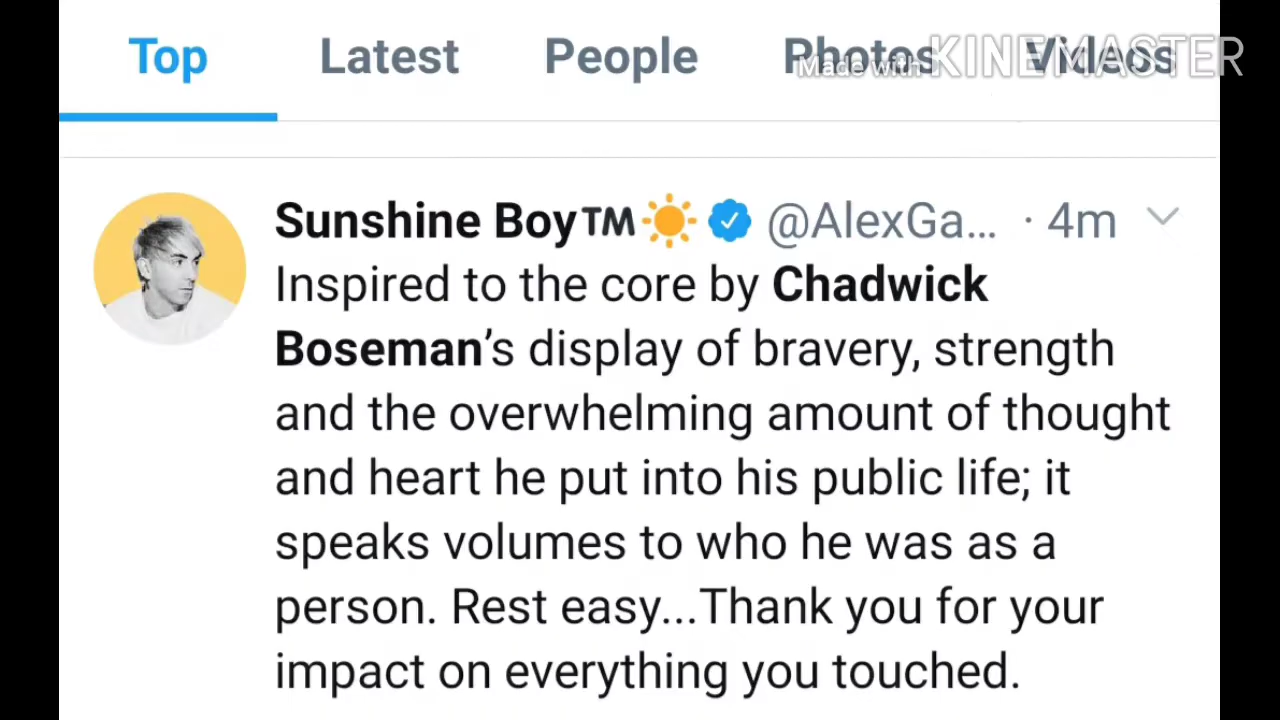 Top Latest People Photos Videos
Made with KINEMASTER
Sunshine Boy™☀️ @AlexGa... · 4m
Inspired to the core by Chadwick
Boseman’s display of bravery, strength
and the overwhelming amount of thought
and heart he put into his public life; it
speaks volumes to who he was as a
person. Rest easy...Thank you for your
impact on everything you touched.